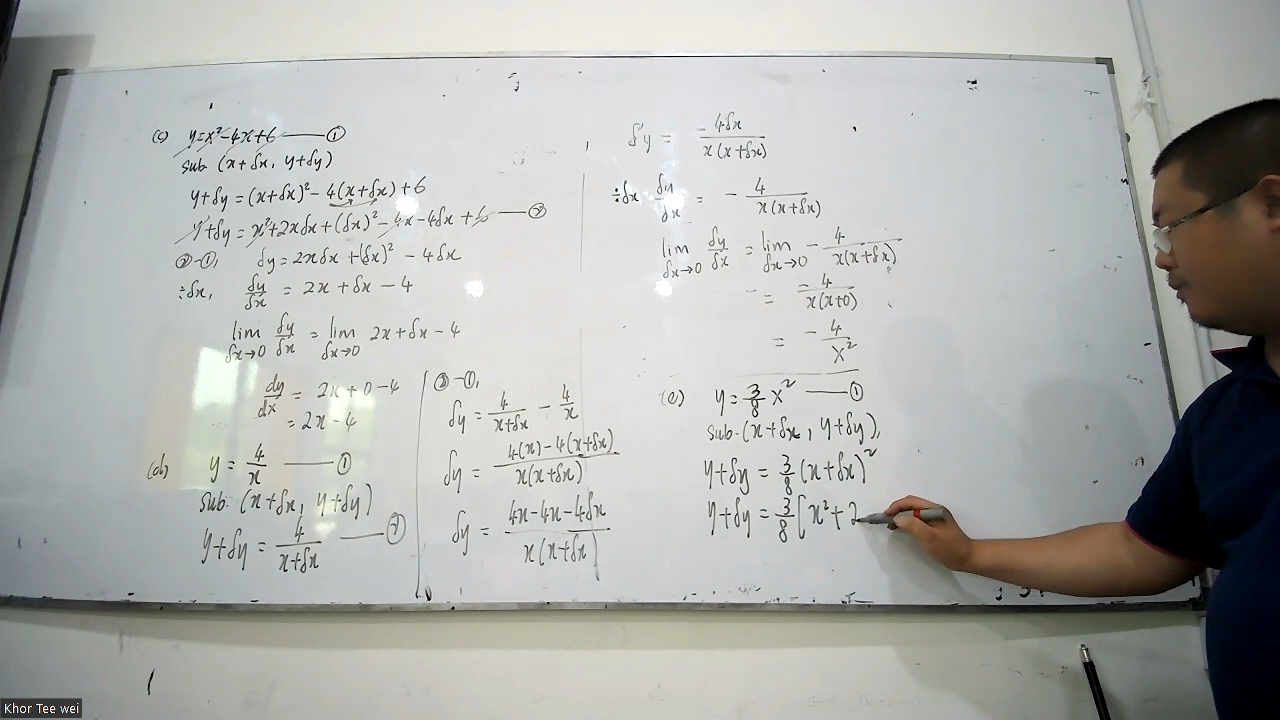 (c) y=x²-4x+6 —— ①
sub (x+δx, y+δy)
y+δy = (x+δx)² - 4(x+δx) + 6
y+δy = x²+2xδx+(δx)² - 4x - 4δx + 6 —— ②
②-①, δy = 2xδx + (δx)² - 4δx
÷δx, δy/δx = 2x + δx - 4
lim δx→0 δy/δx = lim δx→0 2x + δx - 4
dy/dx = 2x + 0 - 4
= 2x - 4
(d) y = 4/x —— ①
sub. (x+δx, y+δy)
y+δy = 4/(x+δx) —— ②
②-①,
δy = 4/(x+δx) - 4/x
δy = (4(x) - 4(x+δx))/(x(x+δx))
δy = (4x - 4x - 4δx)/(x(x+δx))
δy = -4δx/(x(x+δx))
÷δx δy/δx = - 4/(x(x+δx))
lim δx→0 δy/δx = lim δx→0 - 4/(x(x+δx))
= -4/(x(x+0))
= - 4/x²
(e) y = 3/8 x² —— ①
sub. (x+δx, y+δy),
y+δy = 3/8 (x+δx)²
y+δy = 3/8 [x² + 2
Khor Tee wei